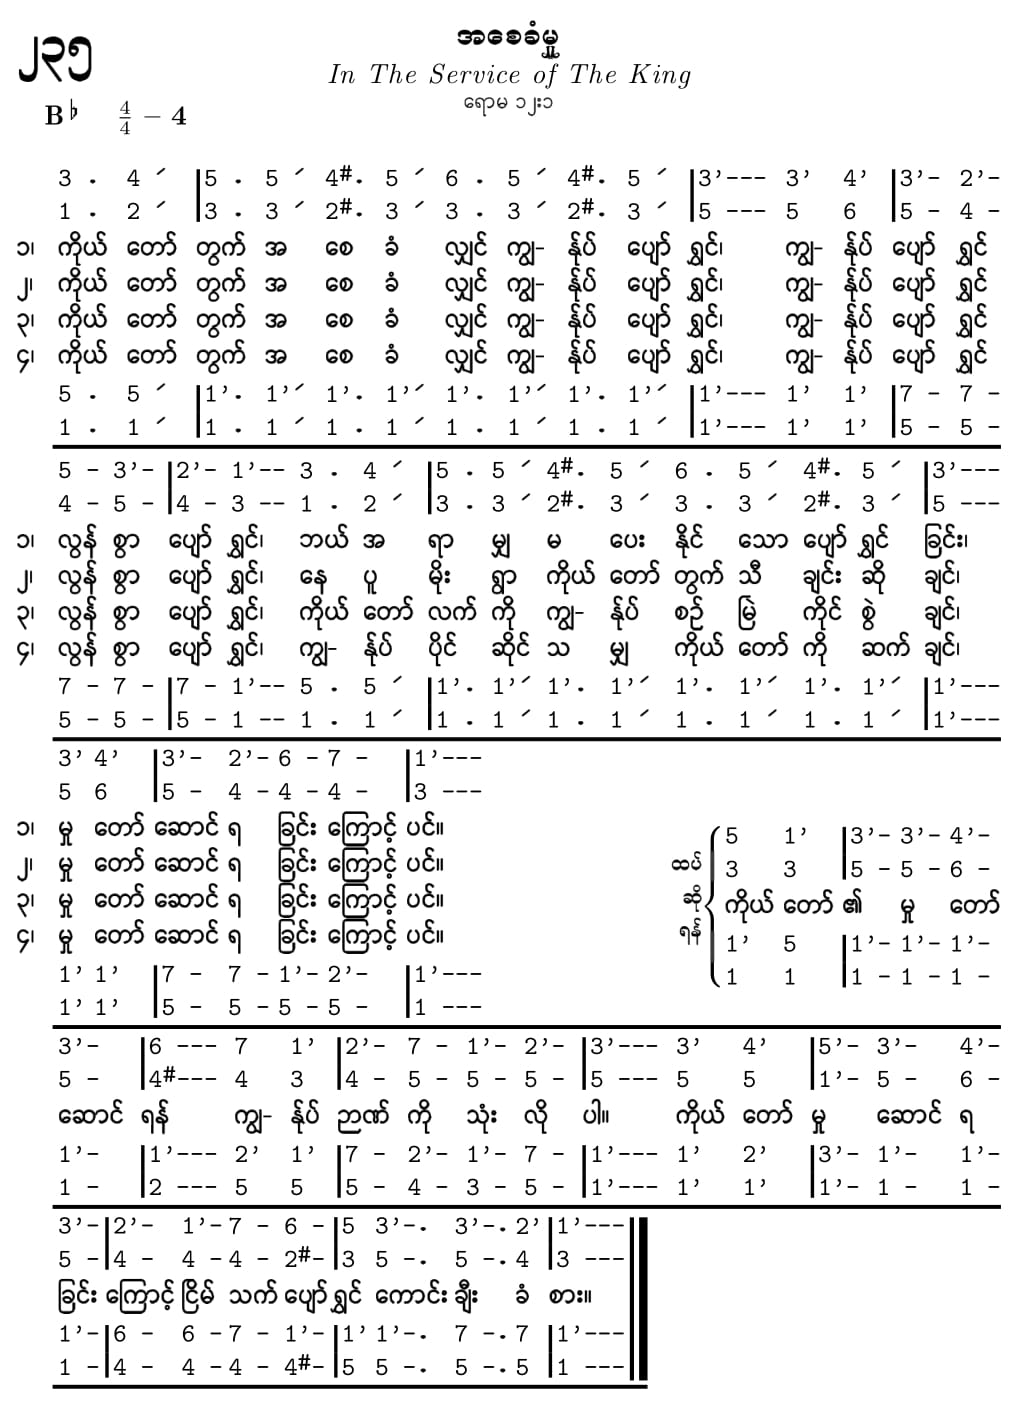 ၂၃၅
အစေခံမှု
In The Service of The King
ရောမ ၁၂း၁
B♭ 4/4 – 4
3 . 4 ´ |5 . 5 ´ 4#. 5 ´ 6 . 5 ´ 4#. 5 ´ |3’--- 3’ 4’ |3’- 2’-
1 . 2 ´ |3 . 3 ´ 2#. 3 ´ 3 . 3 ´ 2#. 3 ´ |5 --- 5 6 |5 - 4 -
၁၊ ကိုယ် တော် တွက် အ စေ ခံ လျှင် ကျွ- န်ုပ် ပျော် ရွှင်၊ ကျွ- န်ုပ် ပျော် ရွှင်
၂၊ ကိုယ် တော် တွက် အ စေ ခံ လျှင် ကျွ- န်ုပ် ပျော် ရွှင်၊ ကျွ- န်ုပ် ပျော် ရွှင်
၃၊ ကိုယ် တော် တွက် အ စေ ခံ လျှင် ကျွ- န်ုပ် ပျော် ရွှင်၊ ကျွ- န်ုပ် ပျော် ရွှင်
၄၊ ကိုယ် တော် တွက် အ စေ ခံ လျှင် ကျွ- န်ုပ် ပျော် ရွှင်၊ ကျွ- န်ုပ် ပျော် ရွှင်
5 . 5 ´ |1’. 1’´ 1’. 1’´ 1’. 1’´ 1’. 1’´ |1’--- 1’ 1’ |7 - 7 -
1 . 1 ´ |1 . 1 ´ 1 . 1 ´ 1 . 1 ´ 1 . 1 ´ |1’--- 1’ 1’ |5 - 5 -
5 - 3’- |2’- 1’-- 3 . 4 ´ |5 . 5 ´ 4#. 5 ´ 6 . 5 ´ 4#. 5 ´ |3’---
4 - 5 - |4 - 3 -- 1 . 2 ´ |3 . 3 ´ 2#. 3 ´ 3 . 3 ´ 2#. 3 ´ |5 ---
၁၊ လွန် စွာ ပျော် ရွှင်၊ ဘယ် အ ရာ မျှ မ ပေး နိုင် သော ပျော် ရွှင် ခြင်း၊
၂၊ လွန် စွာ ပျော် ရွှင်၊ နေ ပူ မိုး ရွာ ကိုယ် တော် တွက် သီ ချင်း ဆို ချင်၊
၃၊ လွန် စွာ ပျော် ရွှင်၊ ကိုယ် တော် လက် ကို ကျွ- န်ုပ် စဉ် မြဲ ကိုင် စွဲ ချင်၊
၄၊ လွန် စွာ ပျော် ရွှင်၊ ကျွ- န်ုပ် ပိုင် ဆိုင် သ မျှ ကိုယ် တော် ကို ဆက် ချင်၊
7 - 7 - |7 - 1’-- 5 . 5 ´ |1’. 1’´ 1’. 1’´ 1’. 1’´ 1’. 1’´ |1’---
5 - 5 - |5 - 1 -- 1 . 1 ´ |1 . 1 ´ 1 . 1 ´ 1 . 1 ´ 1 . 1 ´ |1’---
3’ 4’ |3’- 2’- 6 - 7 - |1’---
5 6 |5 - 4 - 4 - 4 - |3 ---
၁၊ မှု တော် ဆောင် ရ ခြင်း ကြောင့် ပင်။
၂၊ မှု တော် ဆောင် ရ ခြင်း ကြောင့် ပင်။
၃၊ မှု တော် ဆောင် ရ ခြင်း ကြောင့် ပင်။
၄၊ မှု တော် ဆောင် ရ ခြင်း ကြောင့် ပင်။
1’ 1’ |7 - 7 - 1’- 2’- |1’---
1’ 1’ |5 - 5 - 5 - 5 - |1 ---
ထပ်
ဆို
ရန်
5 1’ |3’- 3’- 4’-
3 3 |5 - 5 - 6 -
ကိုယ် တော် ၏ မှု တော်
1’ 5 |1’- 1’- 1’-
1 1 |1 - 1 - 1 -
3’- |6 --- 7 1’ |2’- 7 - 1’- 2’- |3’--- 3’ 4’ |5’- 3’- 4’-
5 - |4#--- 4 3 |4 - 5 - 5 - 5 - |5 --- 5 5 |1’- 5 - 6 -
ဆောင် ရန် ကျွ- န်ုပ် ဉာဏ် ကို သုံး လို ပါ။ ကိုယ် တော် မှု ဆောင် ရ
1’- |1’--- 2’ 1’ |7 - 2’- 1’- 7 - |1’--- 1’ 2’ |3’- 1’- 1’-
1 - |2 --- 5 5 |5 - 4 - 3 - 5 - |1’--- 1’ 1’ |1’- 1 - 1 -
3’-|2’- 1’-7 - 6 -|5 3’-. 3’-.2’|1’---
5 -|4 - 4 -4 - 2#-|3 5 -. 5 -.4 |3 ---
ခြင်း ကြောင့် ငြိမ် သက် ပျော် ရွှင် ကောင်း ချီး ခံ စား။
1’-|6 - 6 -7 - 1’-|1’ 1’-. 7 -.7 |1’---
1 -|4 - 4 -4 - 4#-|5 5 -. 5 -.5 |1 ---